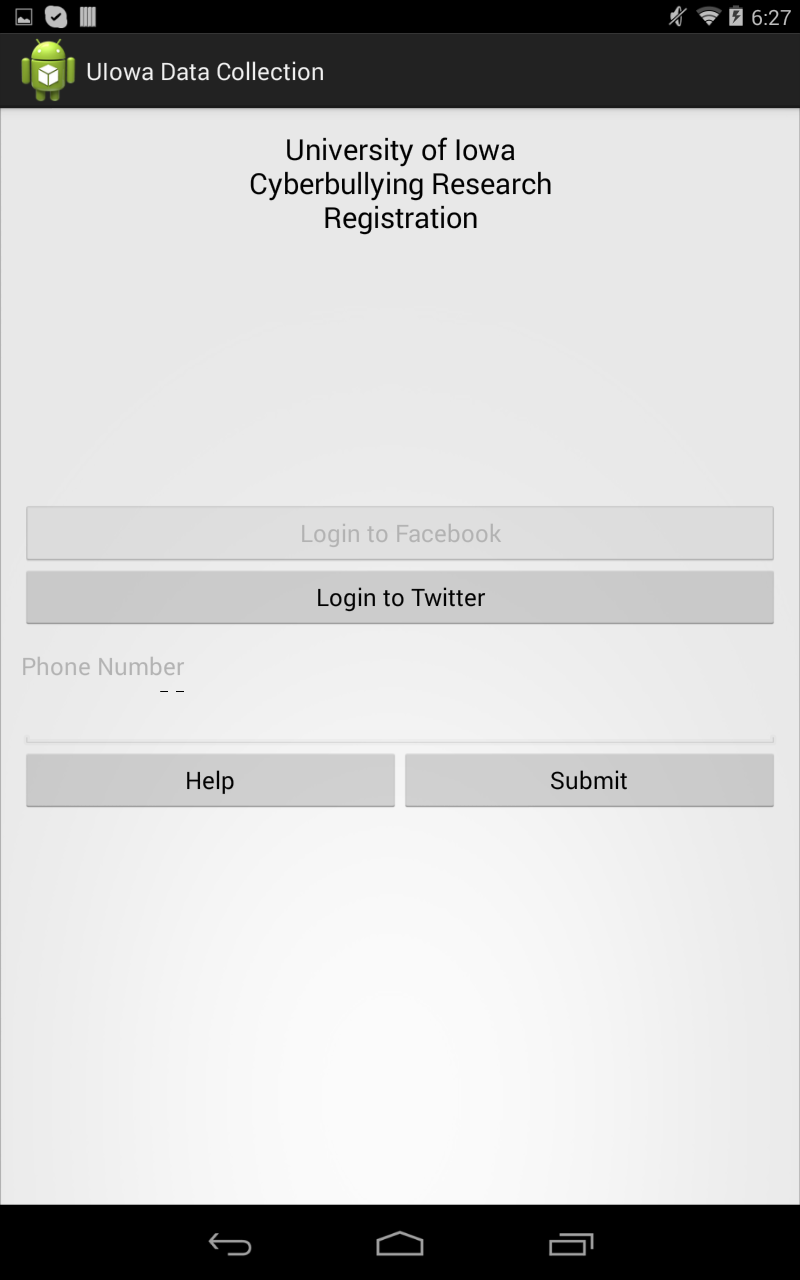 6:27
UIowa Data Collection
University of Iowa
Cyberbullying Research
Registration
Login to Facebook
Login to Twitter
Phone Number
_ _
Help Submit